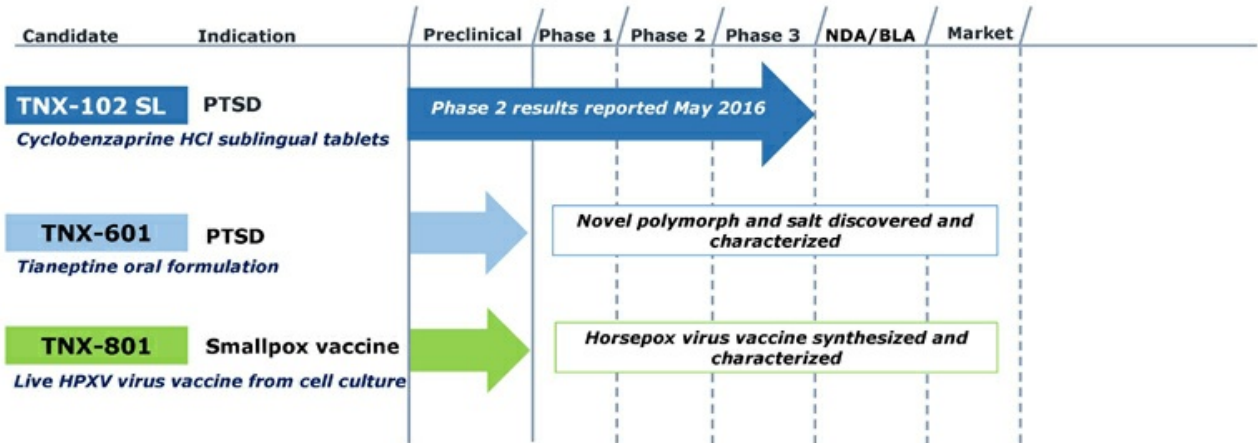 Candidate Indication Preclinical Phase 1 Phase 2 Phase 3 NDA/BLA Market
TNX-102 SL PTSD Phase 2 results reported May 2016
Cyclobenzaprine HCl sublingual tablets
TNX-601 PTSD Novel polymorph and salt discovered and
characterized
Tianeptine oral formulation
TNX-801 Smallpox vaccine Horsepox virus vaccine synthesized and
characterized
Live HPXV virus vaccine from cell culture